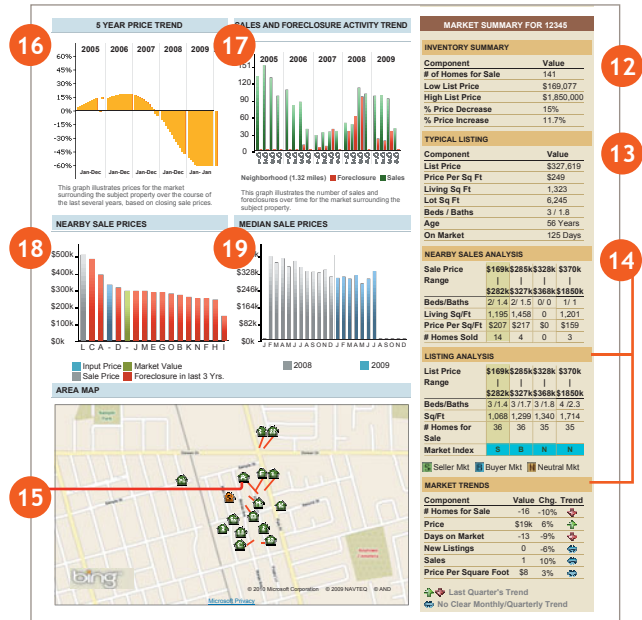 16
5 YEAR PRICE TREND
2005 2006 2007 2008 2009
60%
45%
30%
15%
0%
-15%
-30%
-45%
-60%
Jan-Dec Jan-Dec Jan-Dec Jan-Dec Jan- Dec
This graph illustrates prices for the market
surrounding the subject property over the course of
the last several years, based on closing sale prices.
17
SALES AND FORECLOSURE ACTIVITY TREND
2005 2006 2007 2008 2009
151
120
90
60
30
0
Neighborhood (1.32 miles) Foreclosure Sales
This graph illustrates the number of sales and
foreclosures over time for the market surrounding the
subject property.
18
NEARBY SALE PRICES
$500k
$400k
$300k
$200k
$100k
$0k
L C A - D - J M E G O B K N F H I
Input Price Market Value
Sale Price Foreclosure in last 3 Yrs.
19
MEDIAN SALE PRICES
$328k
$246k
$164k
$82k
$0k
J F M A M J J A S O N D J F M A M J J A S O N D
2008 2009
15
AREA MAP
bing
© 2010 Microsoft Corporation © 2009 NAVTEQ © AND
Microsoft Privacy
MARKET SUMMARY FOR 12345
12
INVENTORY SUMMARY
Component Value
# of Homes for Sale 141
Low List Price $169,077
High List Price $1,850,000
% Price Decrease 15%
% Price Increase 11.7%
13
TYPICAL LISTING
Component Value
List Price $327,619
Price Per Sq Ft $249
Living Sq Ft 1,323
Lot Sq Ft 6,245
Beds / Baths 3 / 1.8
Age 56 Years
On Market 125 Days
14
NEARBY SALES ANALYSIS
Sale Price $169k $285k $328k $370k
Range | | | |
$282k $327k $368k $1850k
Beds/Baths 2/ 1.4 2/ 1.5 0/ 0 1/ 1
Living Sq/Ft 1,195 1,458 0 1,201
Price Per Sq/Ft $207 $217 $0 $159
# Homes Sold 14 4 0 3
LISTING ANALYSIS
List Price $169k $285k $328k $370k
Range | | | |
$282k $327k $368k $1850k
Beds/Baths 3 /1.4 3 /1.7 3 /1.8 4 /2.3
Sq/Ft 1,068 1,299 1,340 1,714
# Homes for 36 36 35 35
Sale
Market Index S B N N
S Seller Mkt B Buyer Mkt N Neutral Mkt
MARKET TRENDS
Component Value Chg. Trend
# Homes for Sale -16 -10%
Price $19k 6%
Days on Market -13 -9%
New Listings 0 -6%
Sales 1 10%
Price Per Square Foot $8 3%
Last Quarter's Trend
No Clear Monthly/Quarterly Trend